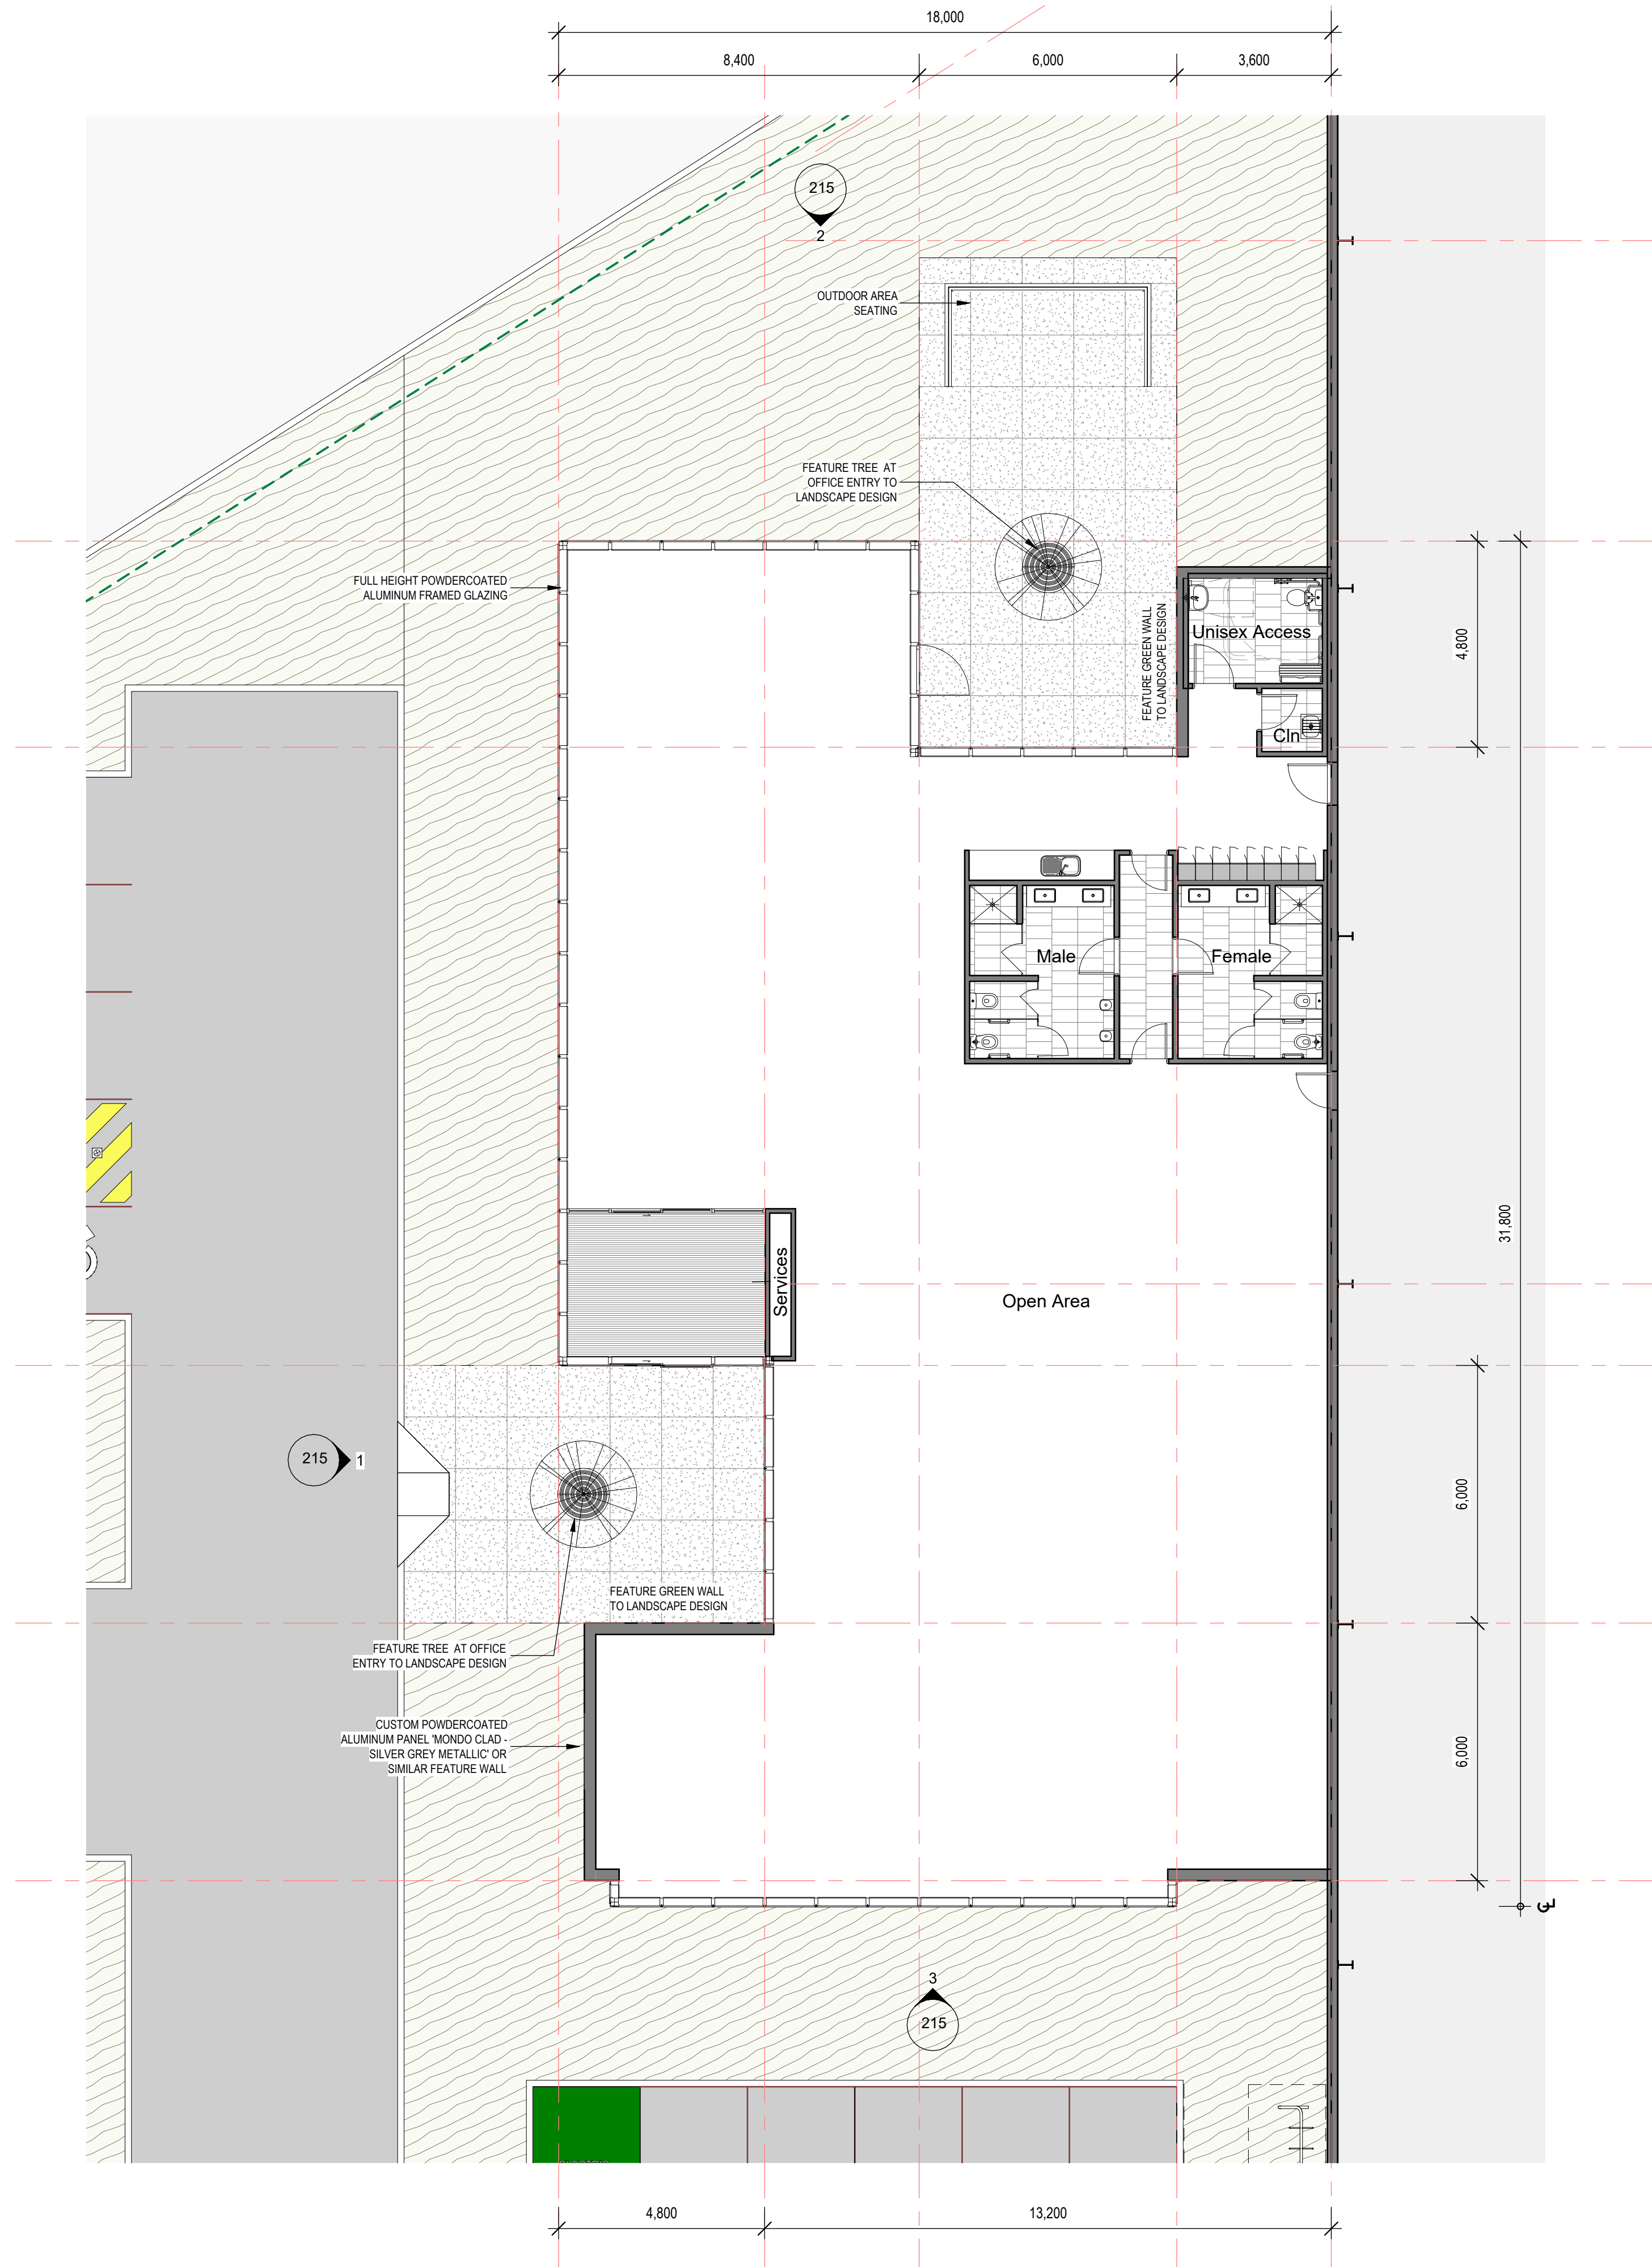 18,000
8,400
6,000
3,600
215
2
OUTDOOR AREA
SEATING
FEATURE TREE AT
OFFICE ENTRY TO
LANDSCAPE DESIGN
FULL HEIGHT POWDERCOATED
ALUMINUM FRAMED GLAZING
FEATURE GREEN WALL
TO LANDSCAPE DESIGN
Unisex Access
Cln
4,800
Male
Female
31,800
Services
Open Area
215
1
6,000
FEATURE GREEN WALL
TO LANDSCAPE DESIGN
FEATURE TREE AT OFFICE
ENTRY TO LANDSCAPE DESIGN
CUSTOM POWDERCOATED
ALUMINUM PANEL 'MONDO CLAD -
SILVER GREY METALLIC' OR
SIMILAR FEATURE WALL
6,000
3
215
4,800
13,200